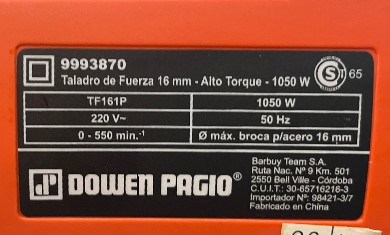 9993870
Taladro de Fuerza 16 mm - Alto Torque - 1050 W
S
65
TF161P 1050 W
220 V~ 50 Hz
0 - 550 min.-¹ Ø máx. broca p/acero 16 mm
DOWEN PAGIO®
Barbuy Team S.A.
Ruta Nac. Nº 9 Km. 501
2550 Bell Ville - Córdoba
C.U.I.T.: 30-65716216-3
Importador Nº: 98421-3/7
Fabricado en China